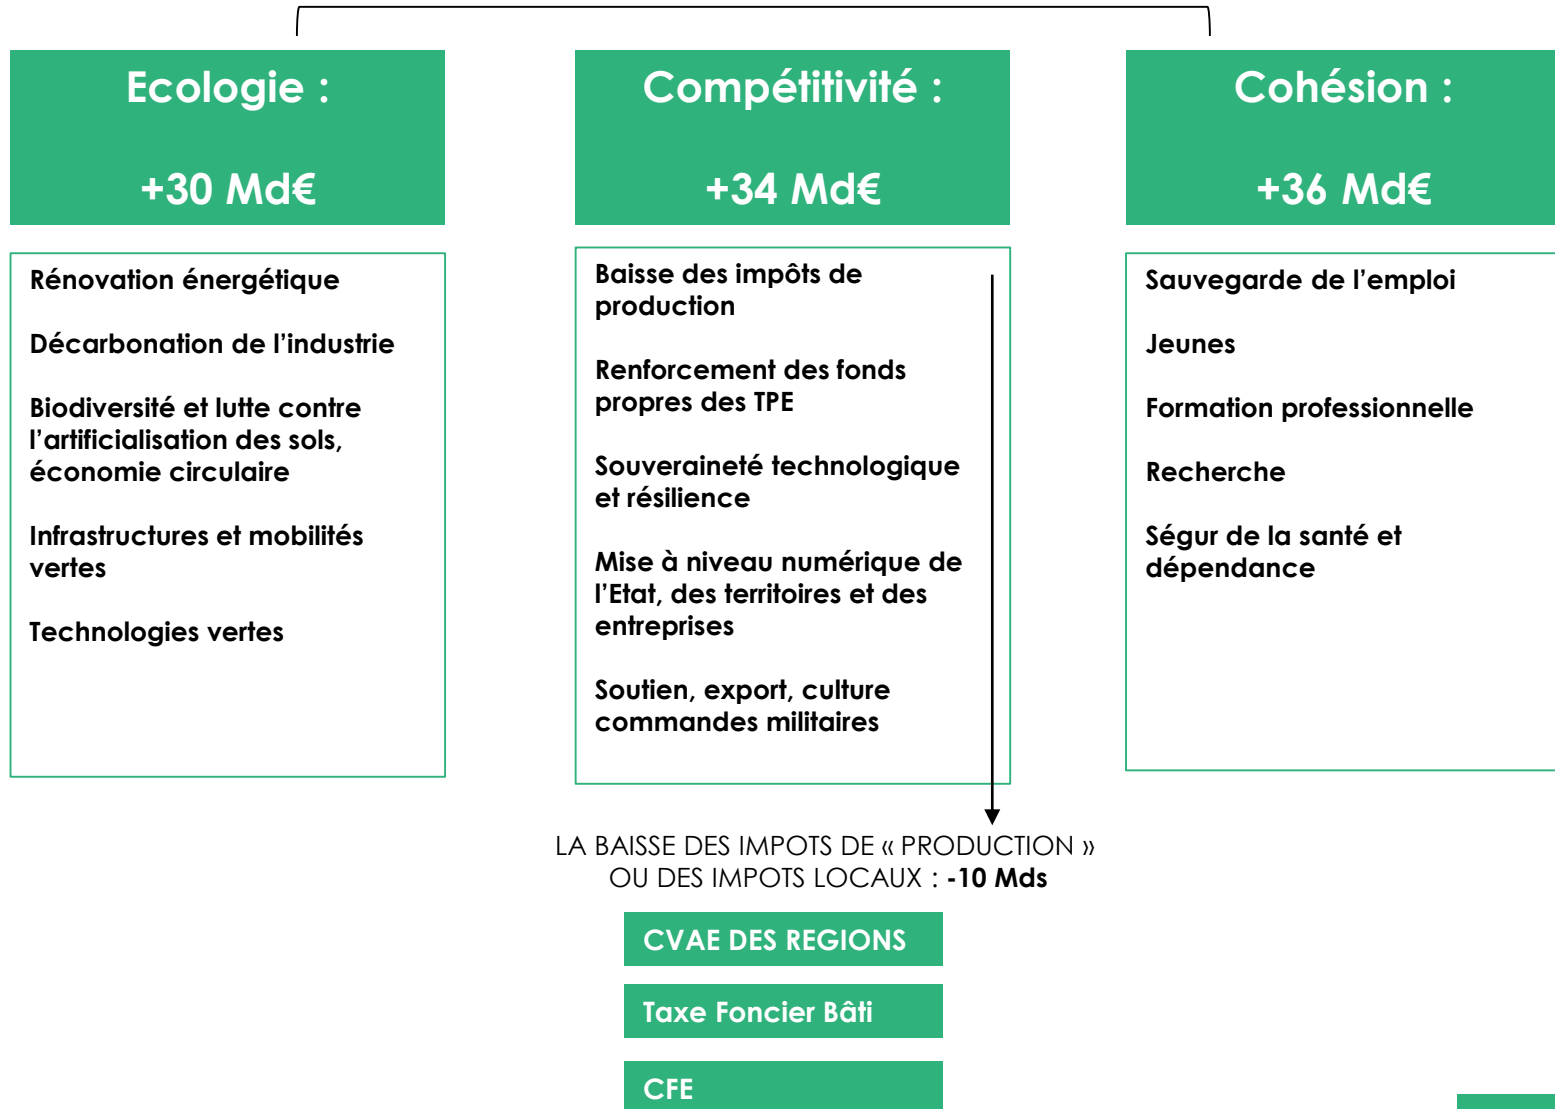 Ecologie :
+30 Md€
Compétitivité :
+34 Md€
Cohésion :
+36 Md€
Rénovation énergétique
Décarbonation de l’industrie
Biodiversité et lutte contre
l’artificialisation des sols,
économie circulaire
Infrastructures et mobilités
vertes
Technologies vertes
Baisse des impôts de
production
Renforcement des fonds
propres des TPE
Souveraineté technologique
et résilience
Mise à niveau numérique de
l’Etat, des territoires et des
entreprises
Soutien, export, culture
commandes militaires
Sauvegarde de l’emploi
Jeunes
Formation professionnelle
Recherche
Ségur de la santé et
dépendance
LA BAISSE DES IMPOTS DE « PRODUCTION »
OU DES IMPOTS LOCAUX : -10 Mds
CVAE DES REGIONS
Taxe Foncier Bâti
CFE